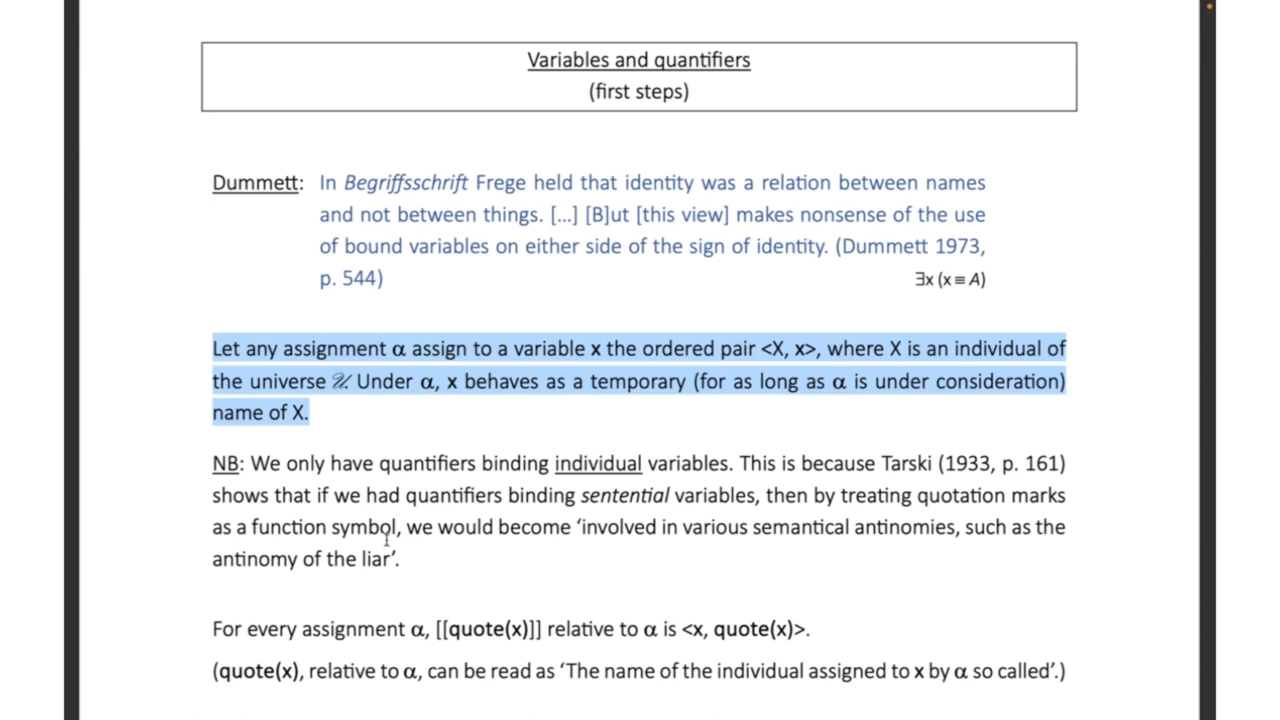 Variables and quantifiers
(first steps)
Dummett: In Begriffsschrift Frege held that identity was a relation between names
and not between things. [...] [B]ut [this view] makes nonsense of the use
of bound variables on either side of the sign of identity. (Dummett 1973,
p. 544) ∃x (x ≡ A)
Let any assignment α assign to a variable x the ordered pair <X, x>, where X is an individual of
the universe 𝒰. Under α, x behaves as a temporary (for as long as α is under consideration)
name of X.
NB: We only have quantifiers binding individual variables. This is because Tarski (1933, p. 161)
shows that if we had quantifiers binding sentential variables, then by treating quotation marks
as a function symbol, we would become ‘involved in various semantical antinomies, such as the
antinomy of the liar’.
For every assignment α, [[quote(x)]] relative to α is <x, quote(x)>.
(quote(x), relative to α, can be read as ‘The name of the individual assigned to x by α so called’.)